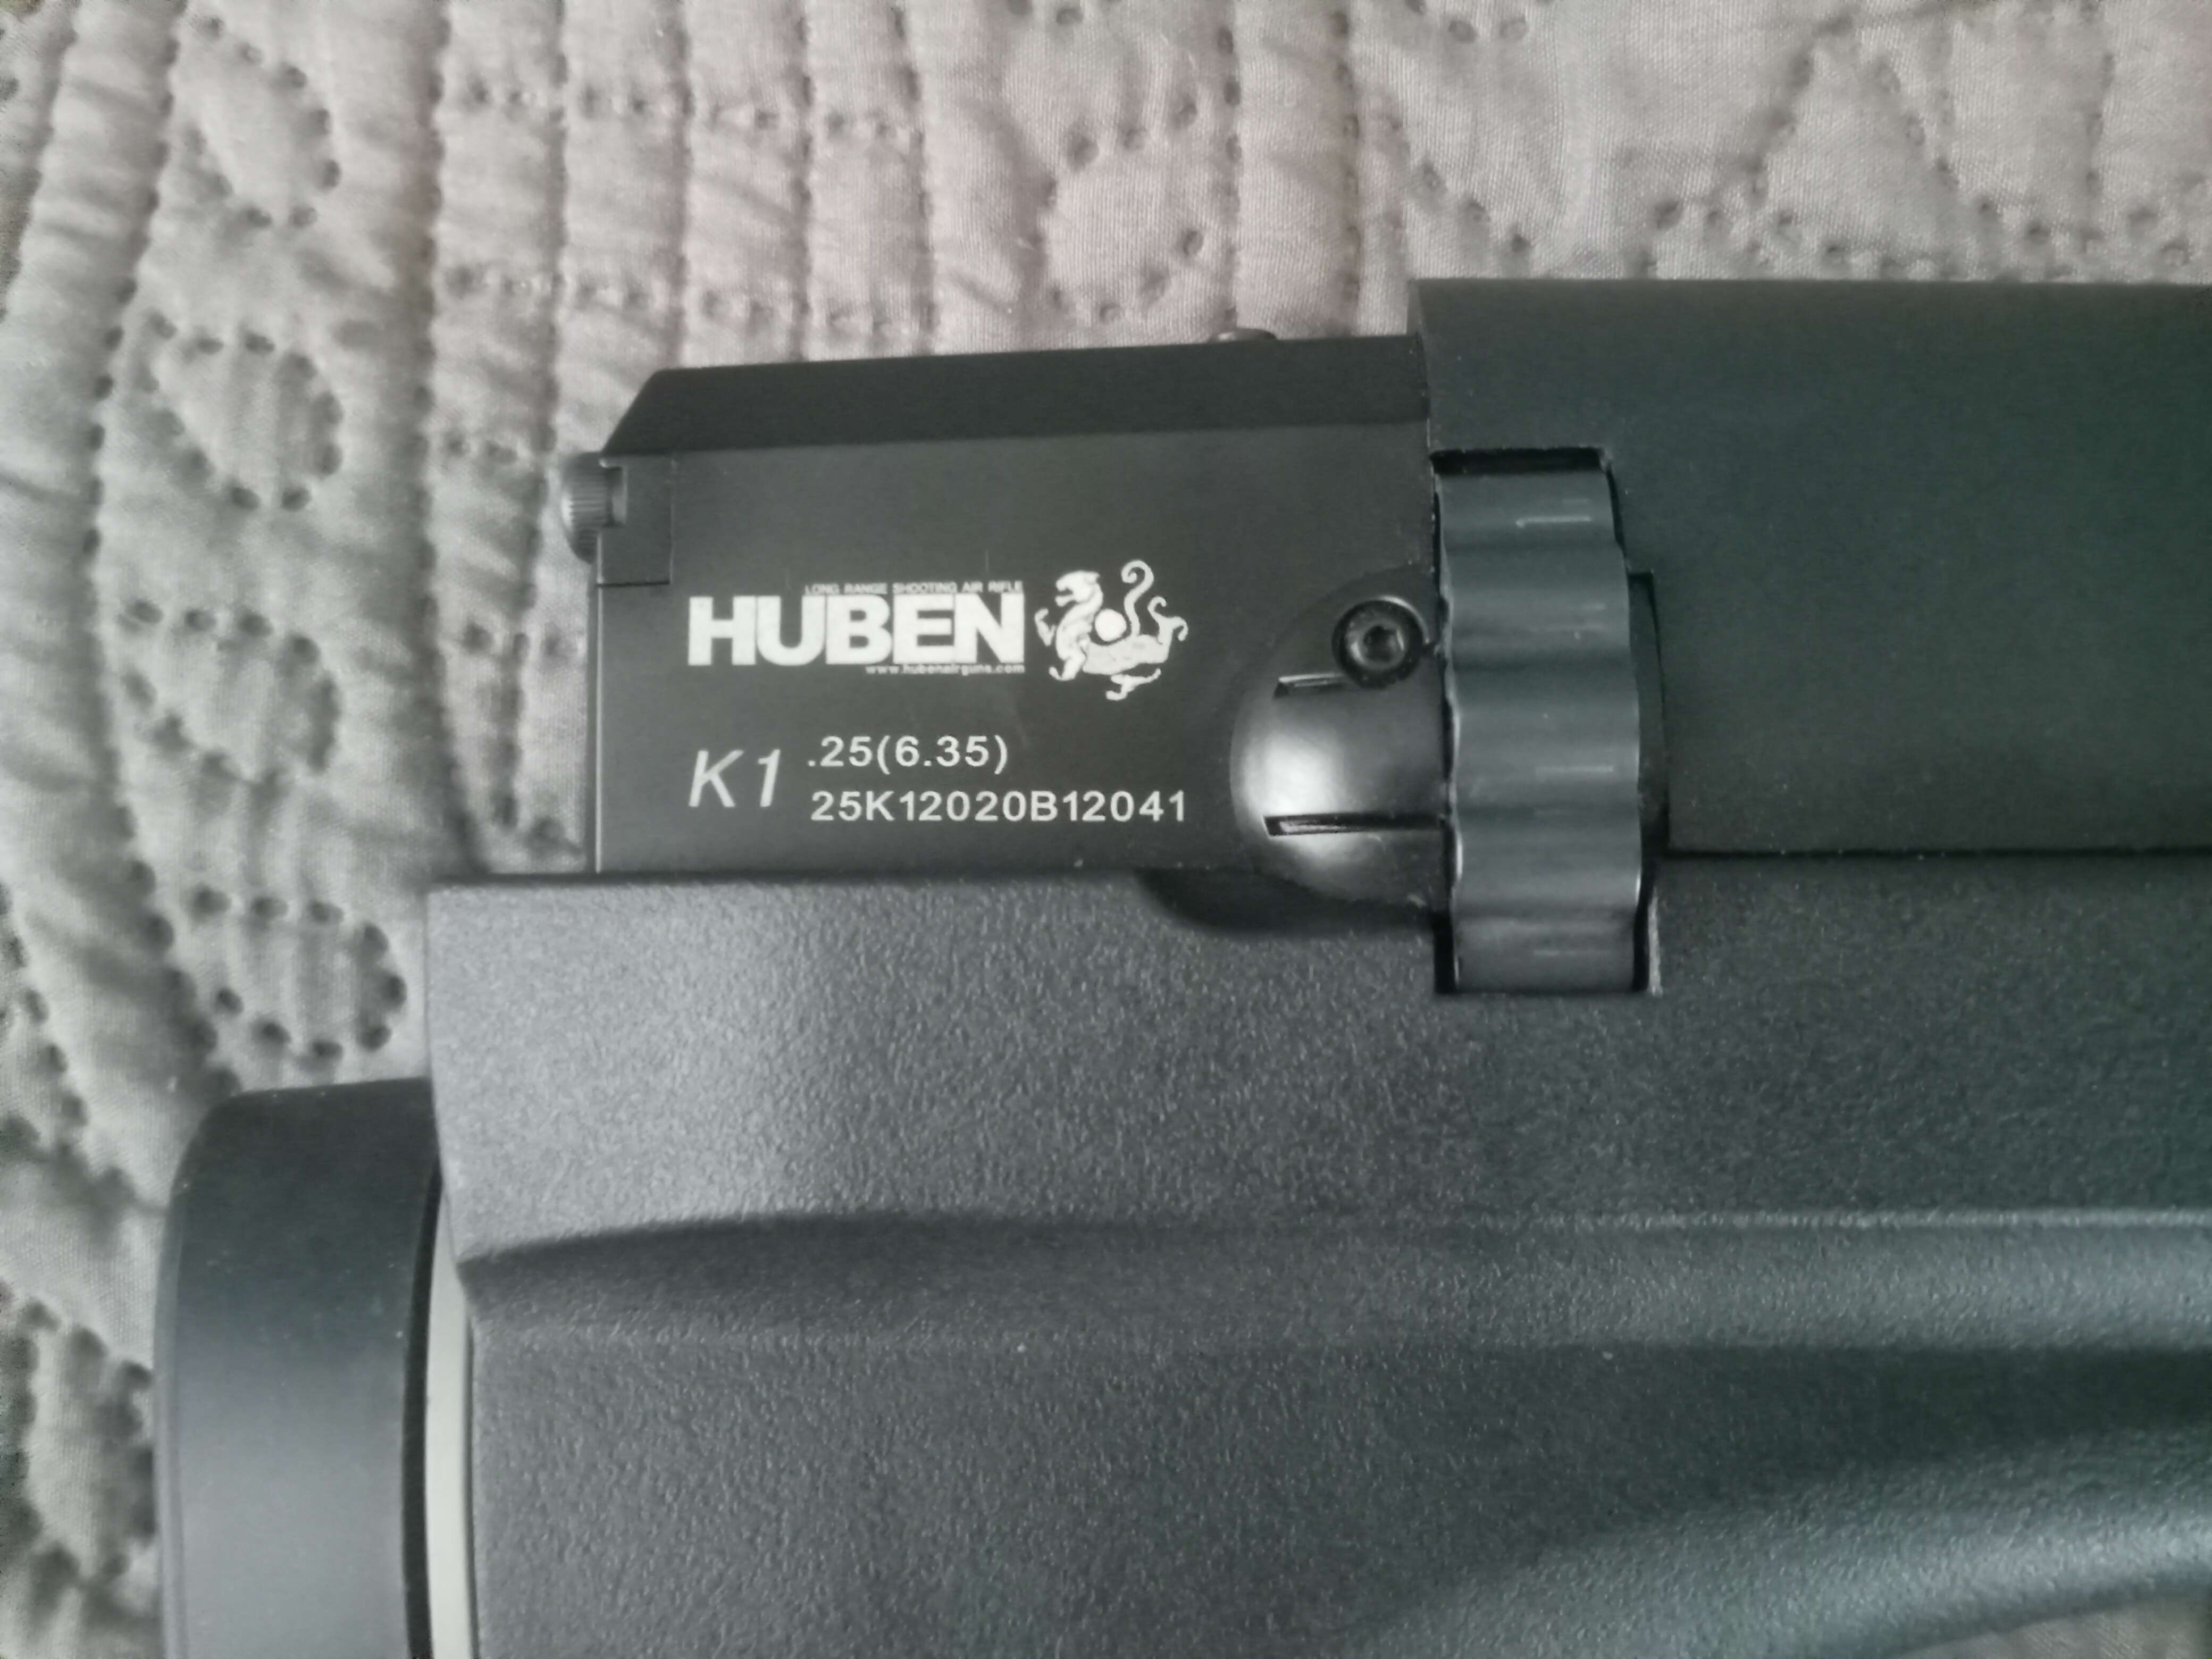 LONG RANGE SHOOTING AIR RIFLE
HUBEN
www.hubenairguns.com
K1 .25(6.35)
25K12020B12041